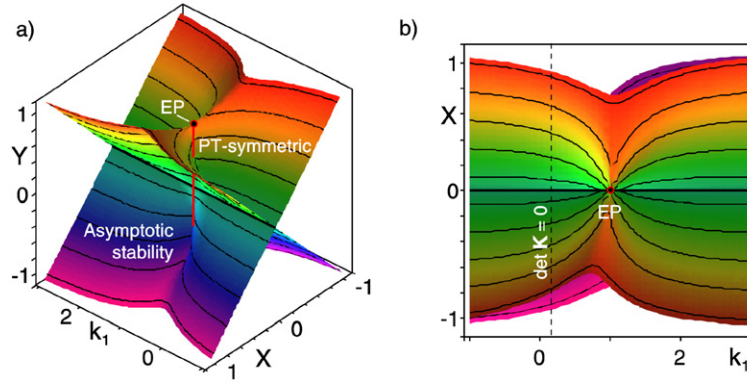 a)
EP
PT-symmetric
Asymptotic
stability
1
Y
0
-1
2
k1
0
1
X
0
-1
b)
1
X
0
-1
EP
det K = 0
0
2
k1